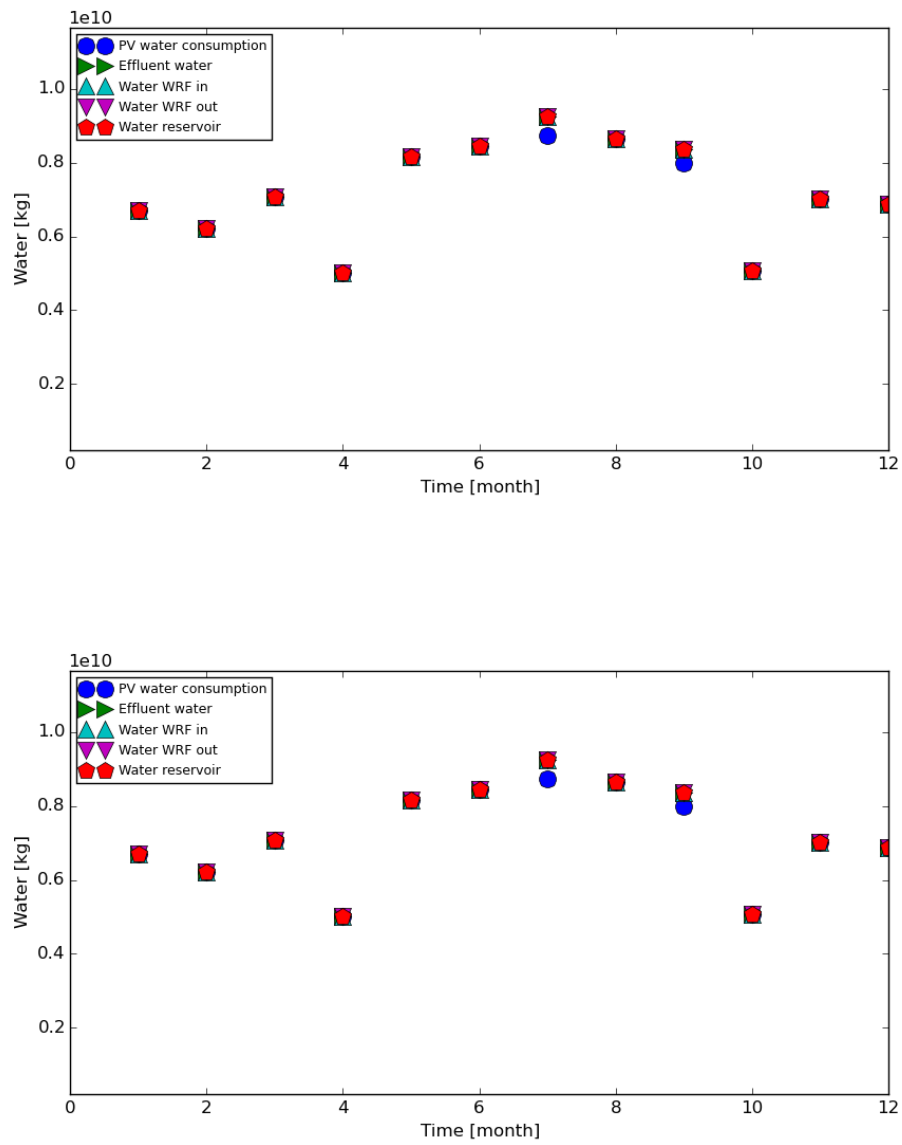 1e10
PV water consumption
Effluent water
Water WRF in
Water WRF out
Water reservoir
1.0
0.8
0.6
0.4
0.2
Water [kg]
0 2 4 6 8 10 12
Time [month]
1e10
PV water consumption
Effluent water
Water WRF in
Water WRF out
Water reservoir
1.0
0.8
0.6
0.4
0.2
Water [kg]
0 2 4 6 8 10 12
Time [month]